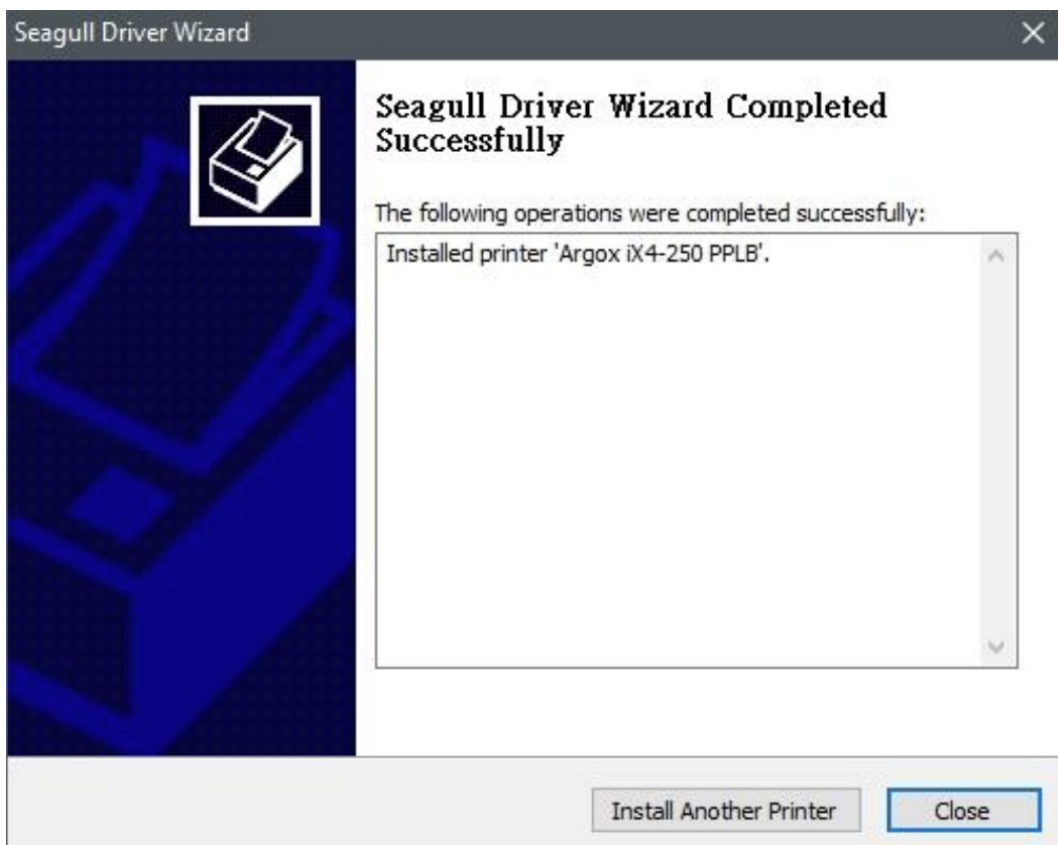 Seagull Driver Wizard
Seagull Driver Wizard Completed
Successfully
The following operations were completed successfully:
Installed printer 'Argox iX4-250 PPLB'.
Install Another Printer
Close